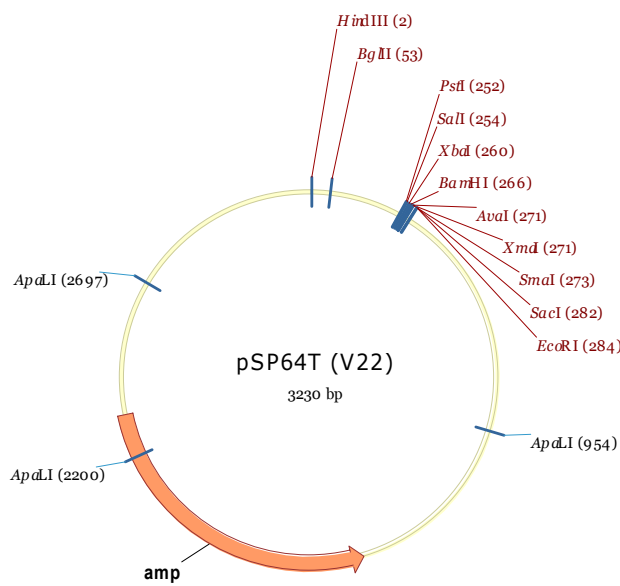 HindIII (2)
BglII (53)
PstI (252)
SalI (254)
XbaI (260)
BamHI (266)
AvaI (271)
XmaI (271)
SmaI (273)
SacI (282)
EcoRI (284)
ApaLI (2697)
pSP64T (V22)
3230 bp
ApaLI (954)
ApaLI (2200)
amp